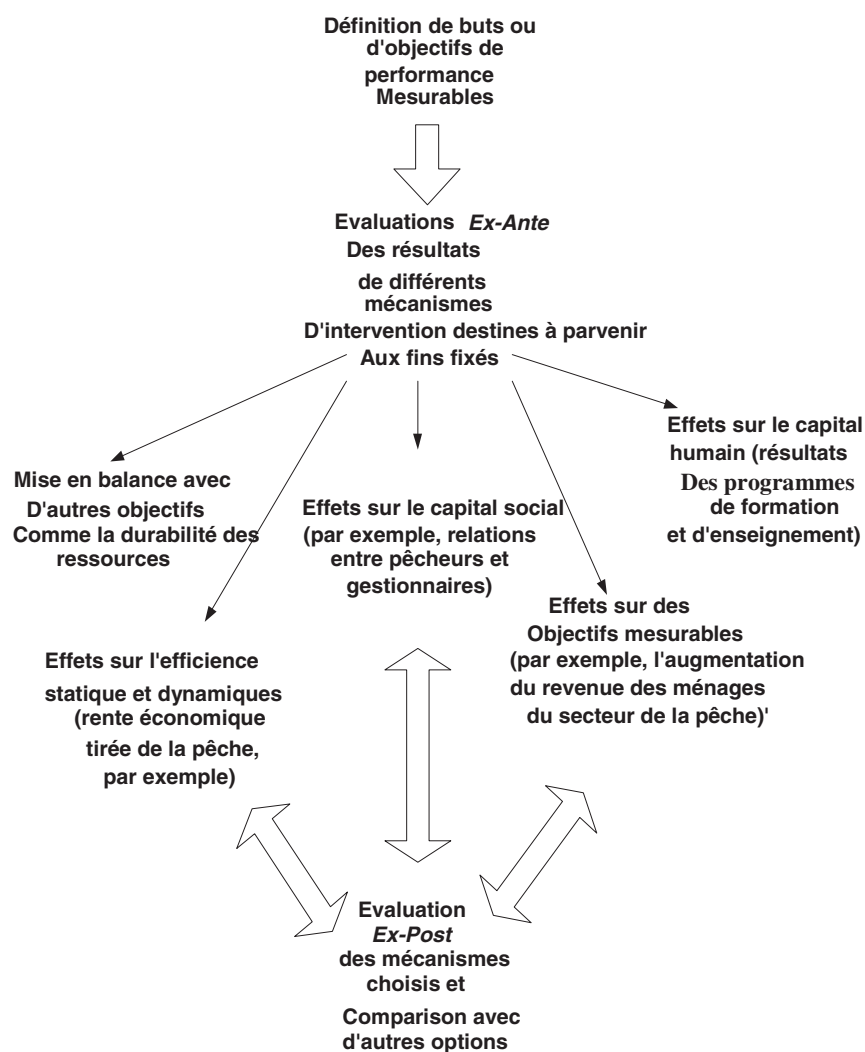 Définition de buts ou
d'objectifs de
performance
Mesurables
Evaluations Ex-Ante
Des résultats
de différents
mécanismes
D'intervention destines à parvenir
Aux fins fixés
Mise en balance avec
D'autres objectifs
Comme la durabilité des
ressources
Effets sur le capital social
(par exemple, relations
entre pêcheurs et
gestionnaires)
Effets sur le capital
humain (résultats
Des programmes
de formation
et d'enseignement)
Effets sur l'efficience
statique et dynamiques
(rente économique
tirée de la pêche,
par exemple)
Effets sur des
Objectifs mesurables
(par exemple, l'augmentation
du revenue des ménages
du secteur de la pêche)'
Evaluation
Ex-Post
des mécanismes
choisis et
Comparison avec
d'autres options